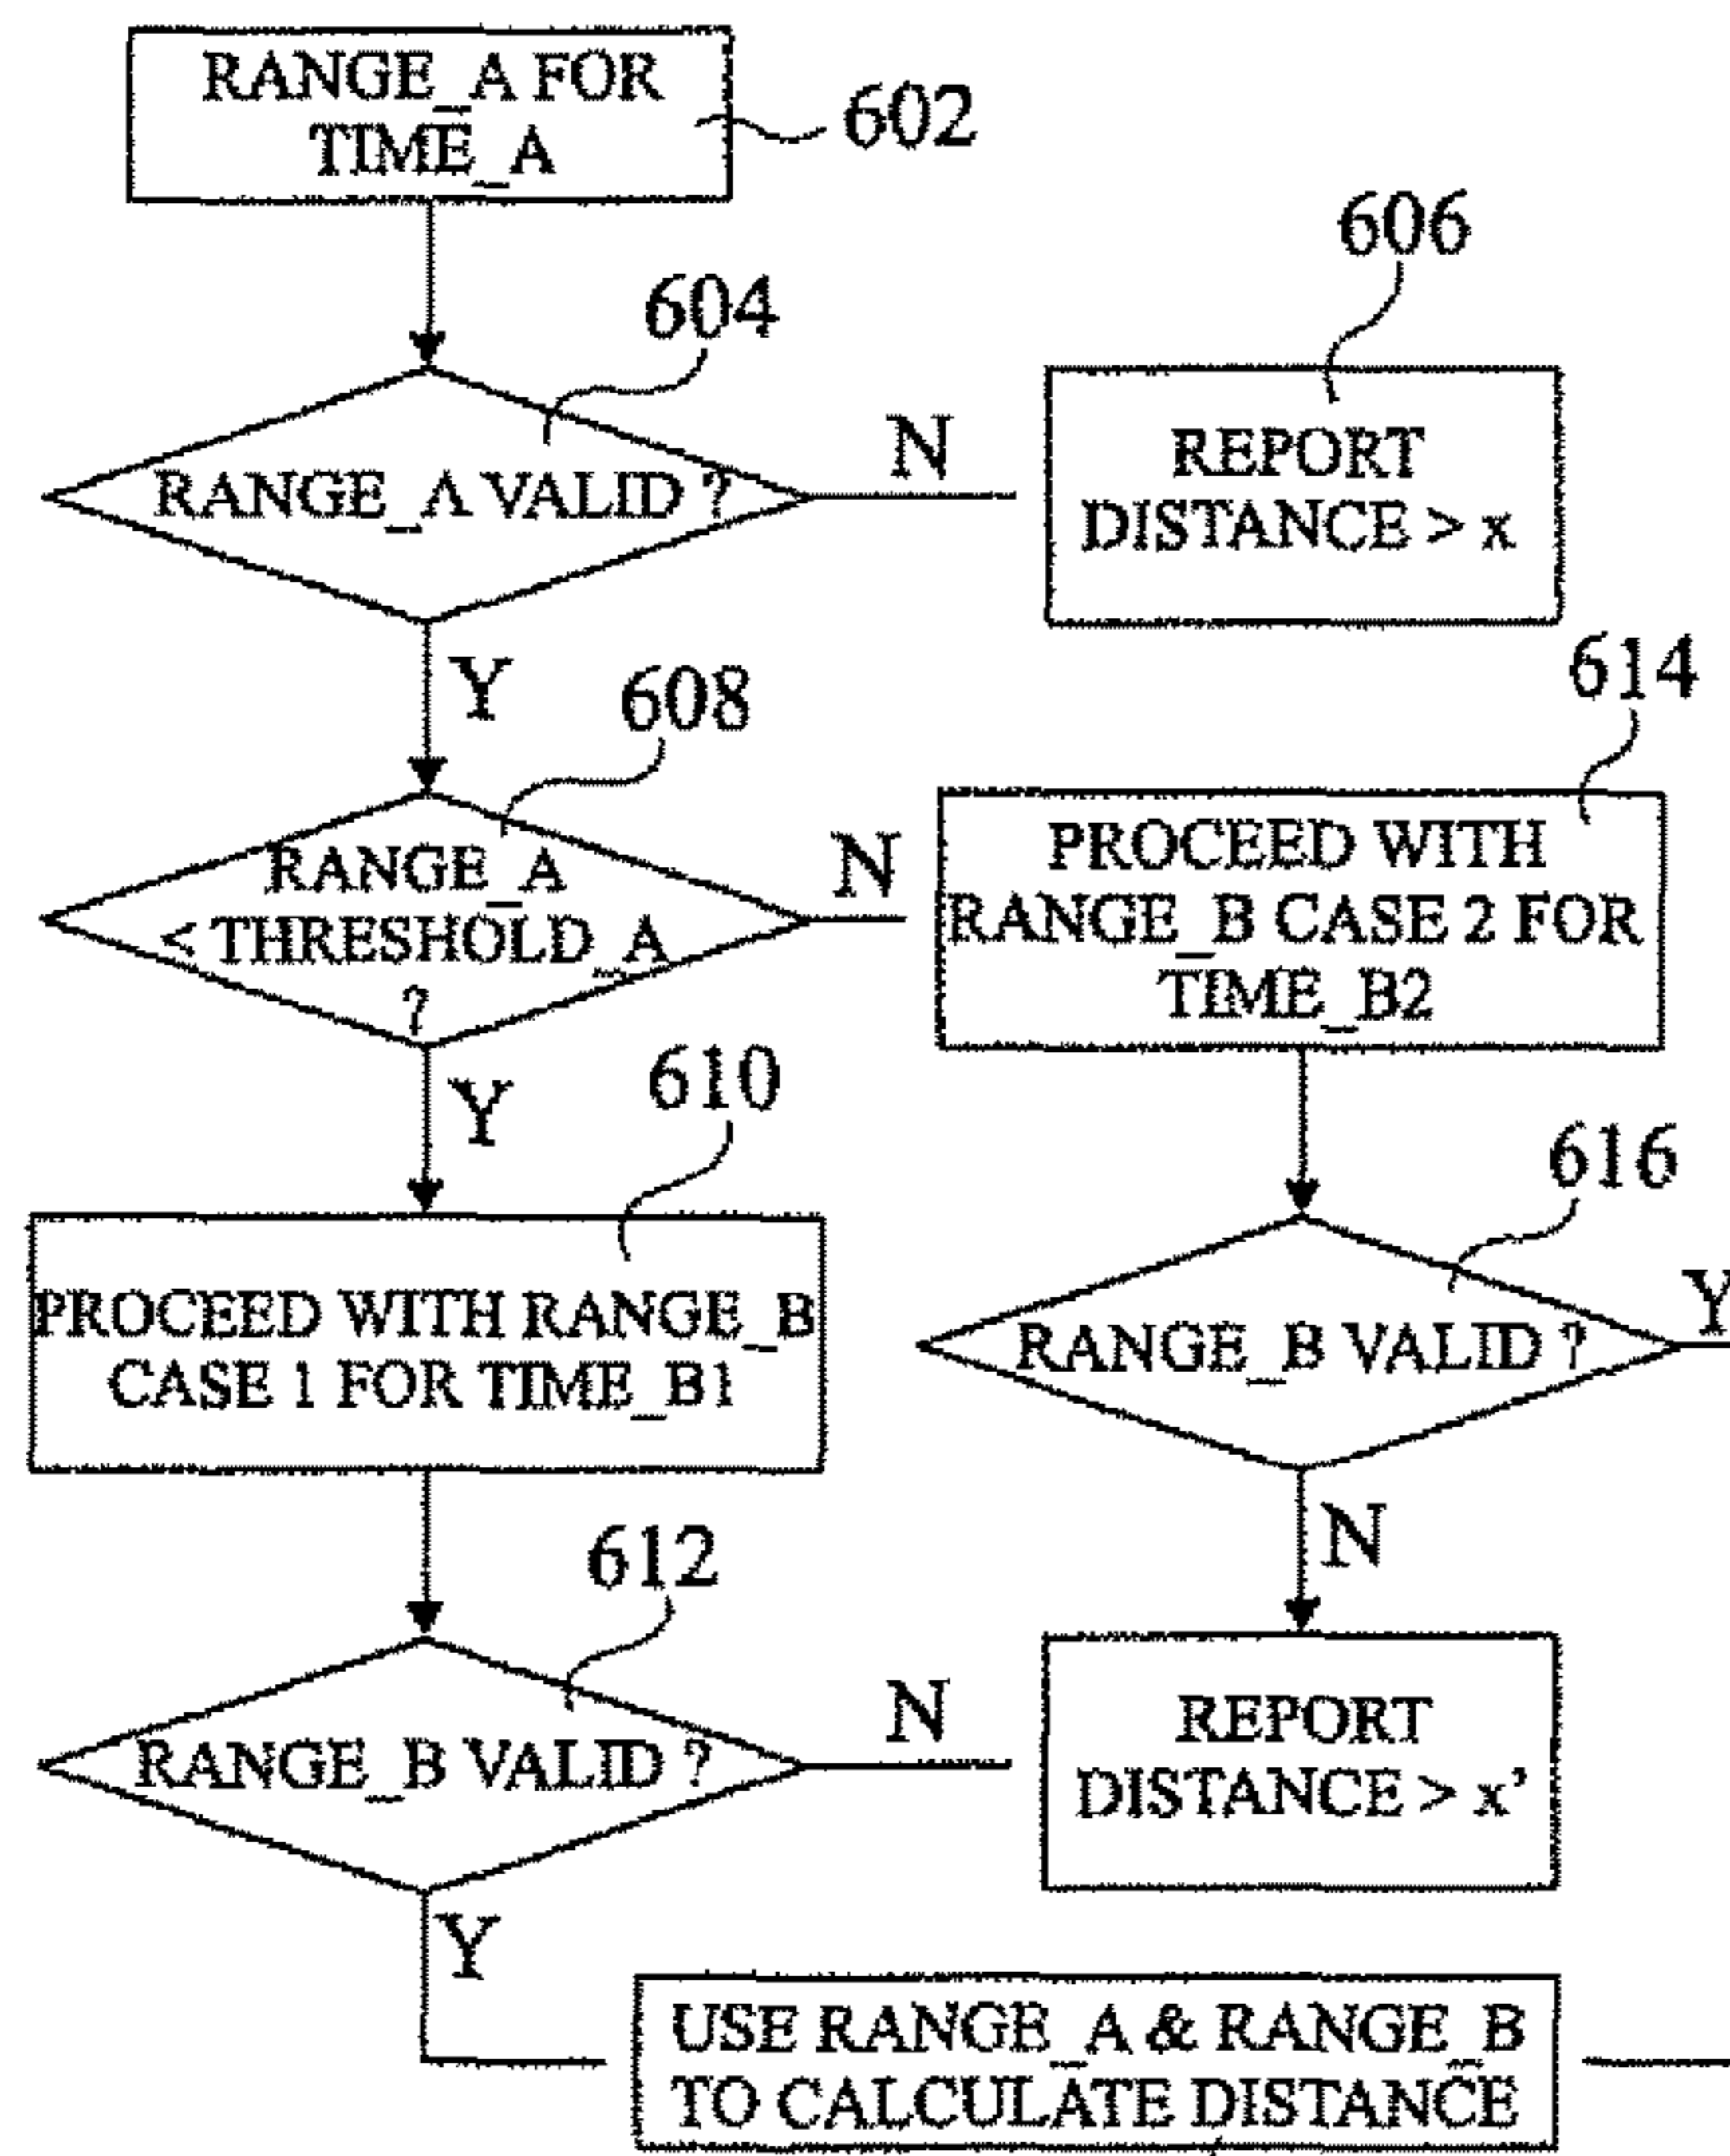 RANGE_A FOR
TIME_A
602
606
604
RANGE_A VALID ?
N
REPORT
DISTANCE > x
Y
608
614
RANGE_A
< THRESHOLD_A
?
N
PROCEED WITH
RANGE_B CASE 2 FOR
TIME_B2
Y
610
616
PROCEED WITH RANGE_B
CASE 1 FOR TIME_B1
RANGE_B VALID ?
Y
612
N
RANGE_B VALID ?
N
REPORT
DISTANCE > x’
Y
USE RANGE_A & RANGE_B
TO CALCULATE DISTANCE